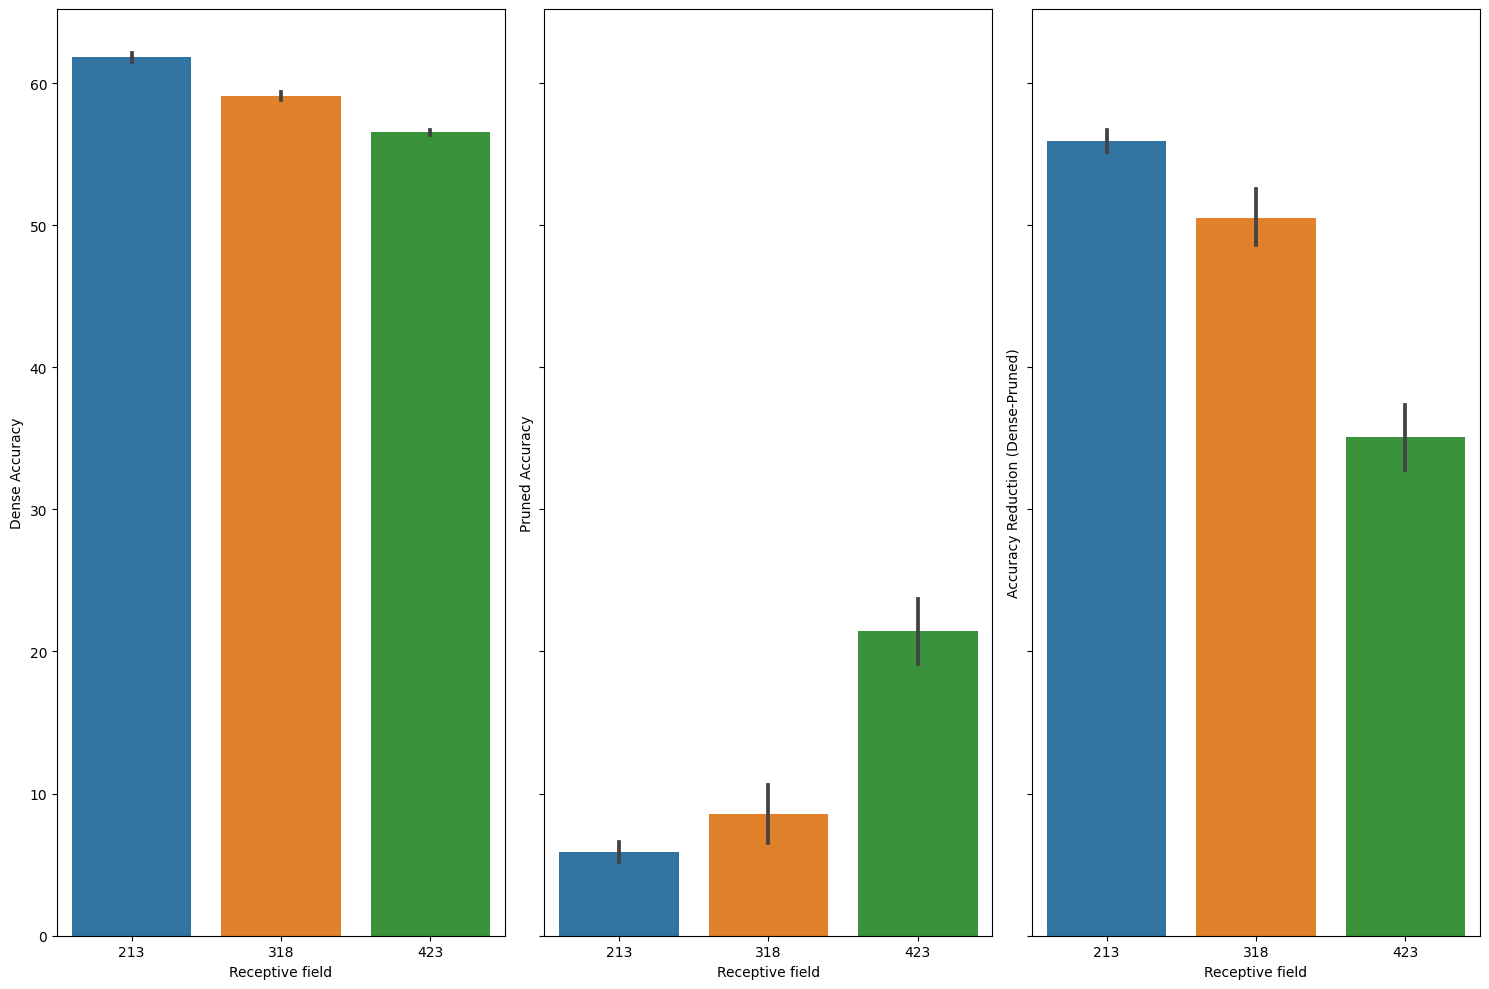 Dense Accuracy
60
50
40
30
20
10
0
213 318 423
Receptive field
Pruned Accuracy
213 318 423
Receptive field
Accuracy Reduction (Dense-Pruned)
213 318 423
Receptive field